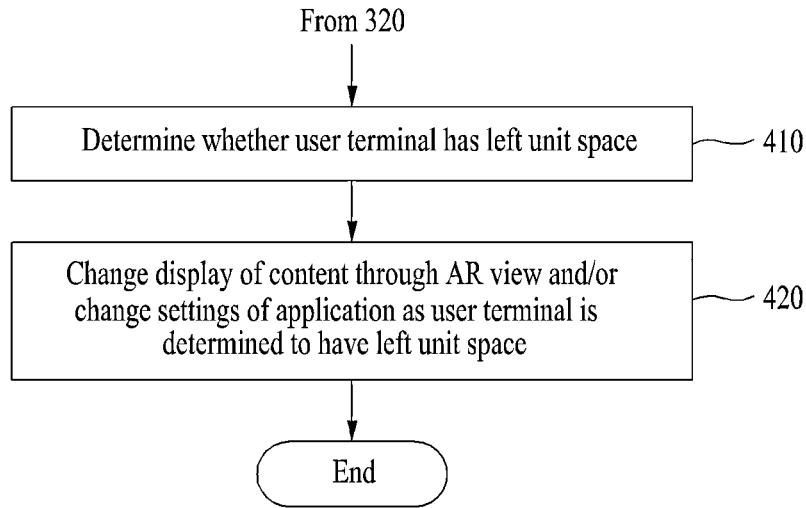 From 320
Determine whether user terminal has left unit space
410
Change display of content through AR view and/or
change settings of application as user terminal is
determined to have left unit space
420
End